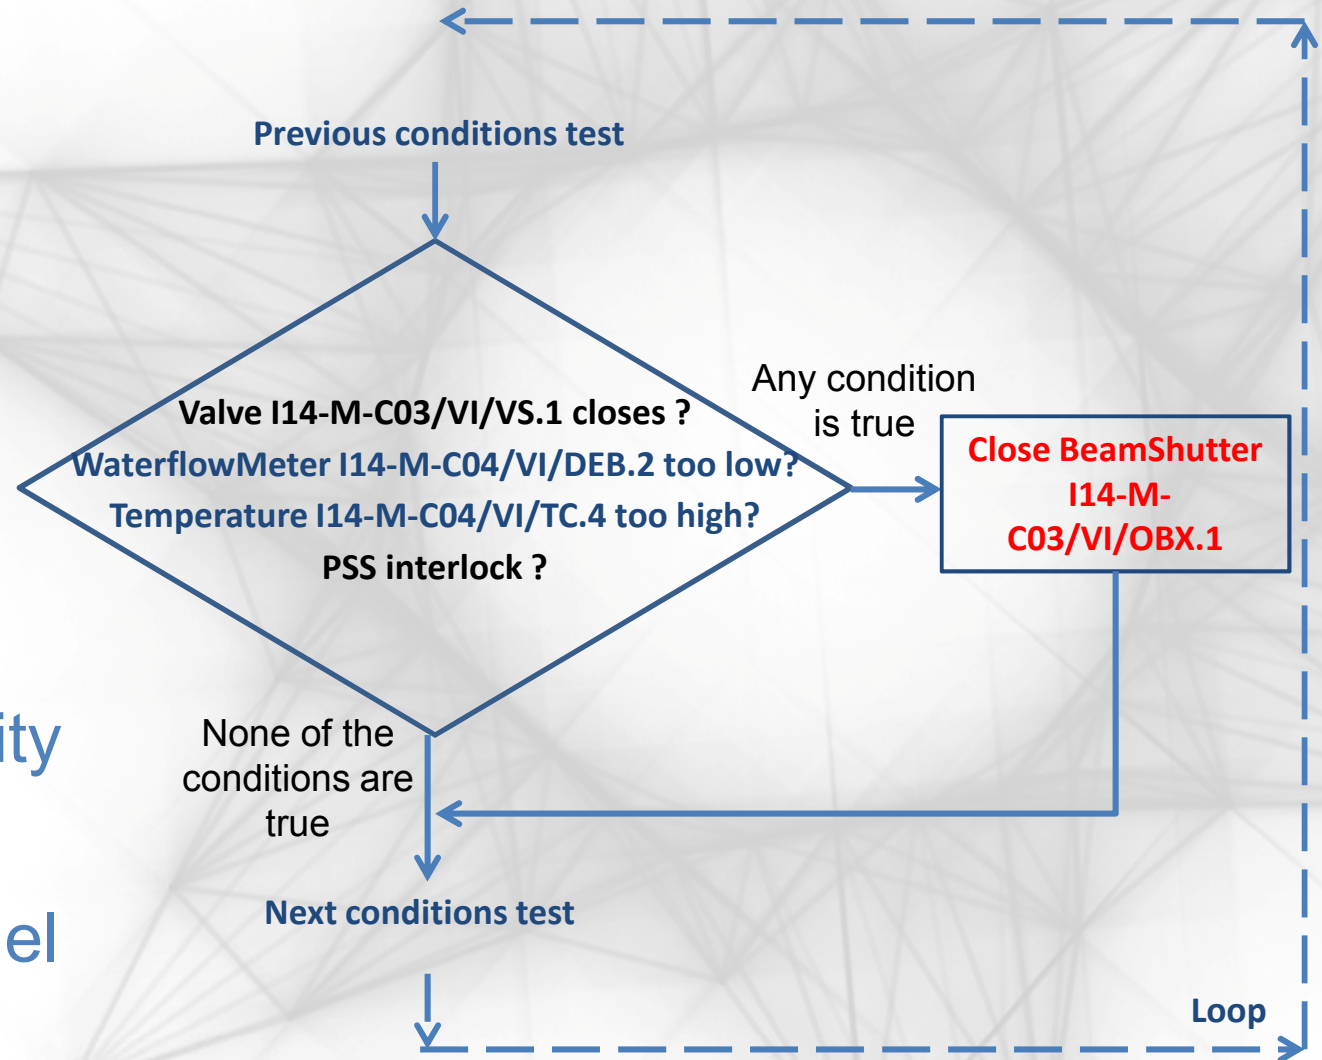 Previous conditions test
Valve I14-M-C03/VI/VS.1 closes ?
WaterflowMeter I14-M-C04/VI/DEB.2 too low?
Temperature I14-M-C04/VI/TC.4 too high?
PSS interlock ?
Any condition
is true
Close BeamShutter
I14-M-
C03/VI/OBX.1
None of the
conditions are
true
ity
Next conditions test
el
Loop